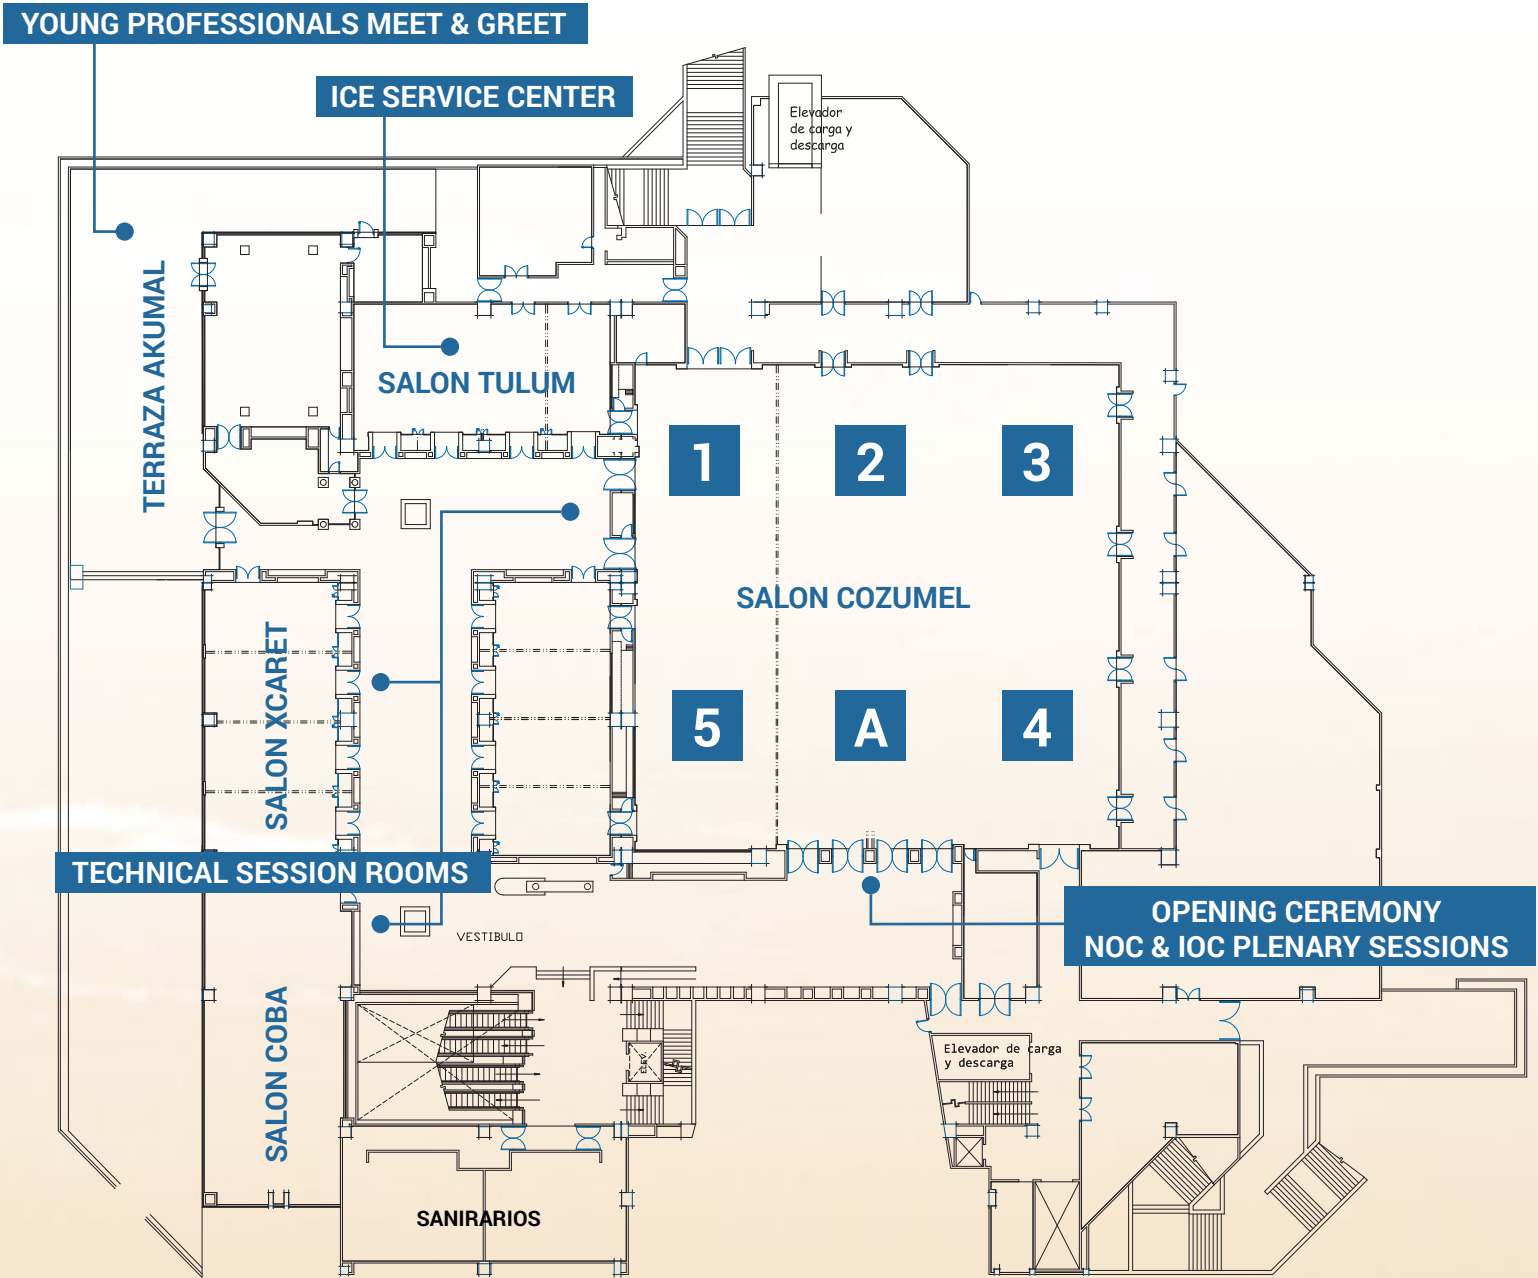 YOUNG PROFESSIONALS MEET & GREET
ICE SERVICE CENTER
Elevador
de carga y
descarga
TERRAZA AKUMAL
SALON TULUM
1
2
3
SALON COZUMEL
SALON XCARET
5
A
4
TECHNICAL SESSION ROOMS
OPENING CEREMONY
NOC & IOC PLENARY SESSIONS
VESTIBULO
SALON COBA
ELEV.
Elevador de carga
y descarga
SANIRARIOS